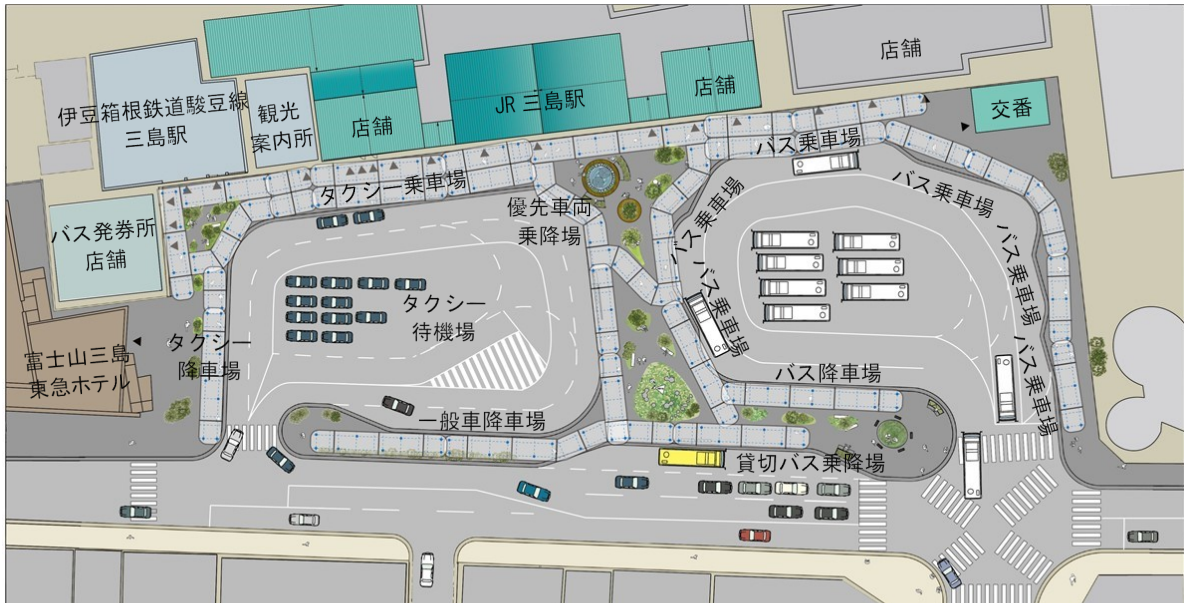 伊豆箱根鉄道駿豆線
三島駅
観光
案内所
店舗
JR 三島駅
店舗
店舗
交番
バス発券所
店舗
タクシー乗車場
優先車両
乗降場
バス乗車場
バス乗車場
バス乗車場
バス乗車場
バス乗車場
バス乗車場
富士山三島
東急ホテル
タクシー
降車場
タクシー
待機場
バス降車場
一般車降車場
貸切バス乗降場